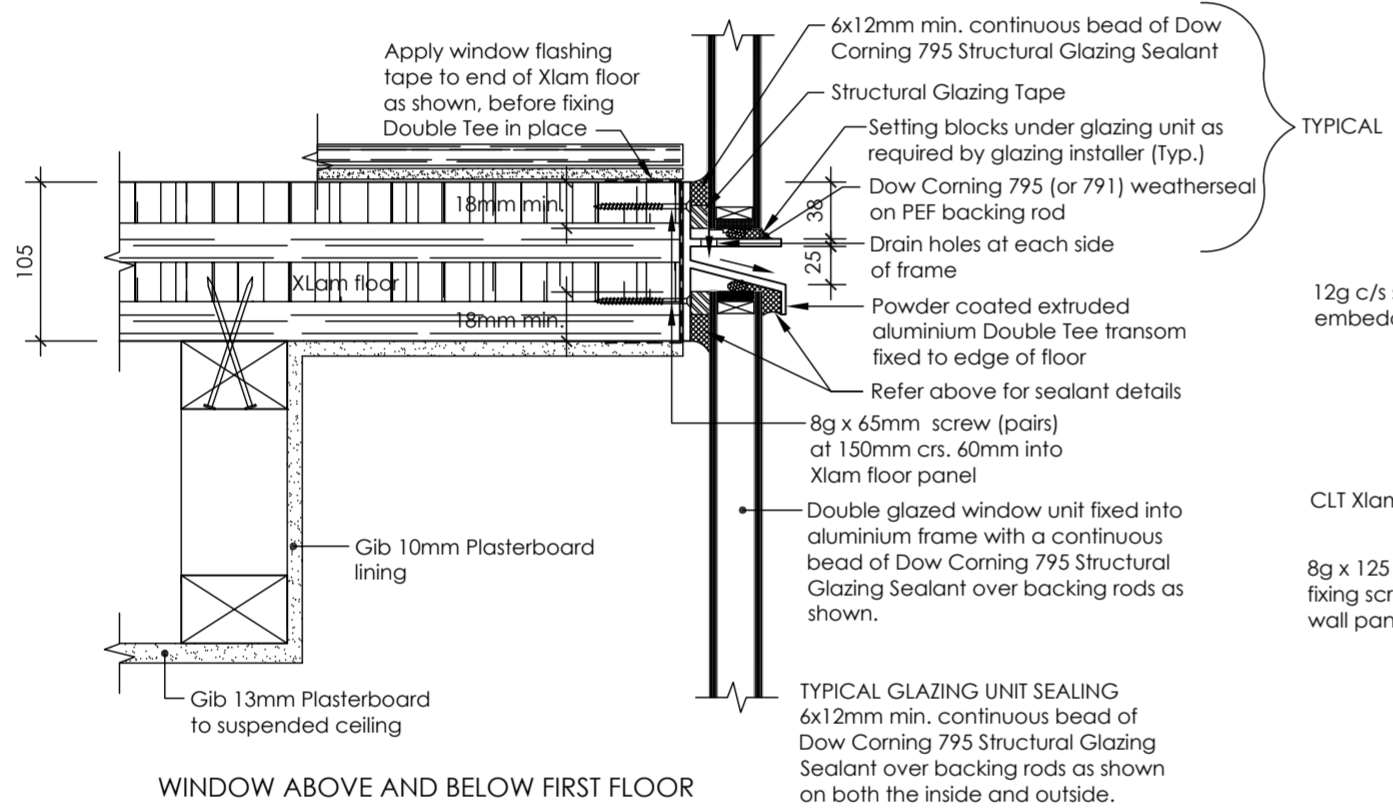 Apply window flashing
tape to end of Xlam floor
as shown, before fixing
Double Tee in place
6x12mm min. continuous bead of Dow
Corning 795 Structural Glazing Sealant
Structural Glazing Tape
Setting blocks under glazing unit as
required by glazing installer (Typ.)
Dow Corning 795 (or 791) weatherseal
on PEF backing rod
Drain holes at each side
of frame
Powder coated extruded
aluminium Double Tee transom
fixed to edge of floor
Refer above for sealant details
8g x 65mm screw (pairs)
at 150mm crs. 60mm into
Xlam floor panel
Double glazed window unit fixed into
aluminium frame with a continuous
bead of Dow Corning 795 Structural
Glazing Sealant over backing rods as
shown.
TYPICAL GLAZING UNIT SEALING
6x12mm min. continuous bead of
Dow Corning 795 Structural Glazing
Sealant over backing rods as shown
on both the inside and outside.
TYPICAL
105
18mm min.
XLam floor
18mm min.
38
25
Gib 10mm Plasterboard
lining
Gib 13mm Plasterboard
to suspended ceiling
WINDOW ABOVE AND BELOW FIRST FLOOR
12g c/s
CLT
8g x 125
wall